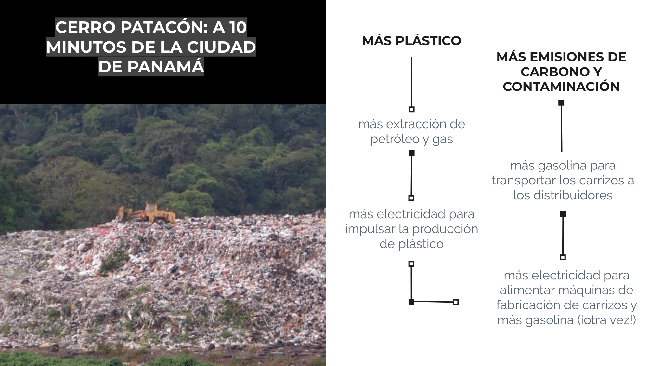 CERRO PATACÓN: A 10
MINUTOS DE LA CIUDAD
DE PANAMÁ
MÁS PLÁSTICO
más extracción de
petróleo y gas
más electricidad para
impulsar la producción
de plástico
MÁS EMISIONES DE
CARBONO Y
CONTAMINACIÓN
más gasolina para
transportar los carrizos a
los distribuidores
más electricidad para
alimentar máquinas de
fabricación de carrizos y
más gasolina (¡otra vez!)